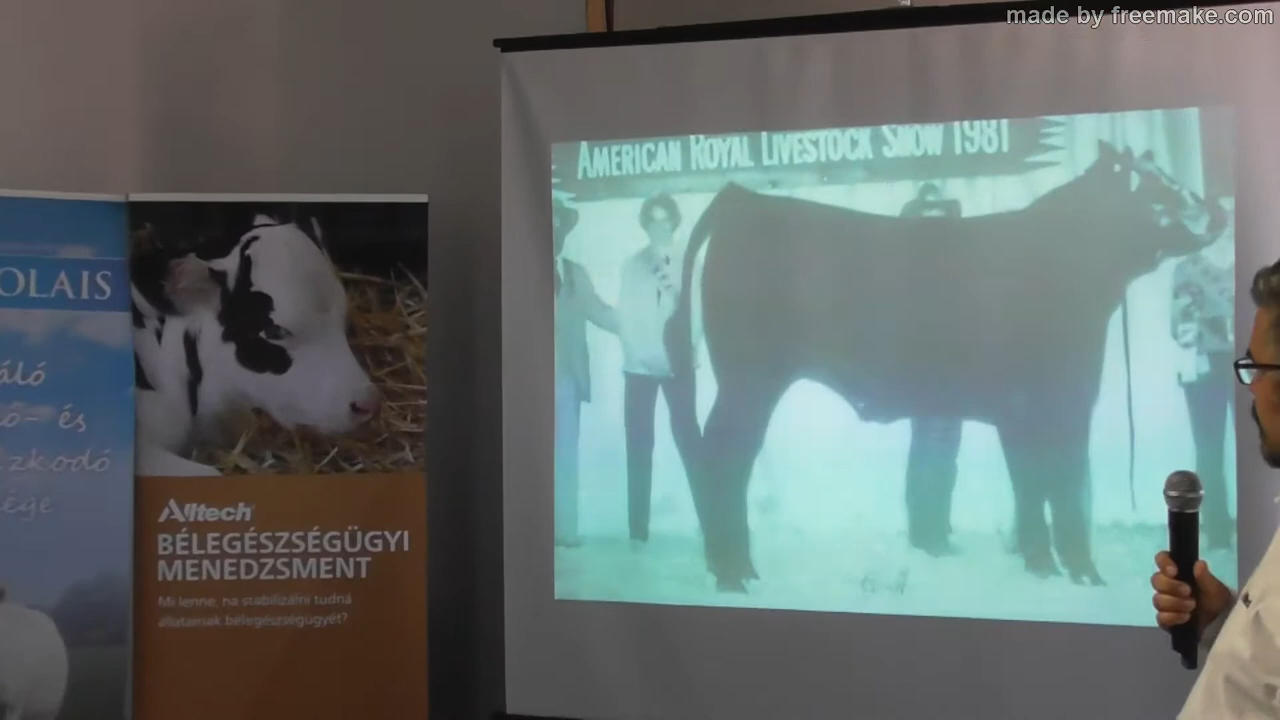 made by freemake.com
AMERICAN ROYAL LIVESTOCK SHOW 1981
OLAIS
áló
ő- és
zkodó
ége
Alltech
BÉLEGÉSZSÉGÜGYI
MENEDZSMENT
Mi lenne, ha stabilizálni tudná
állatainak bélegészségügyét?